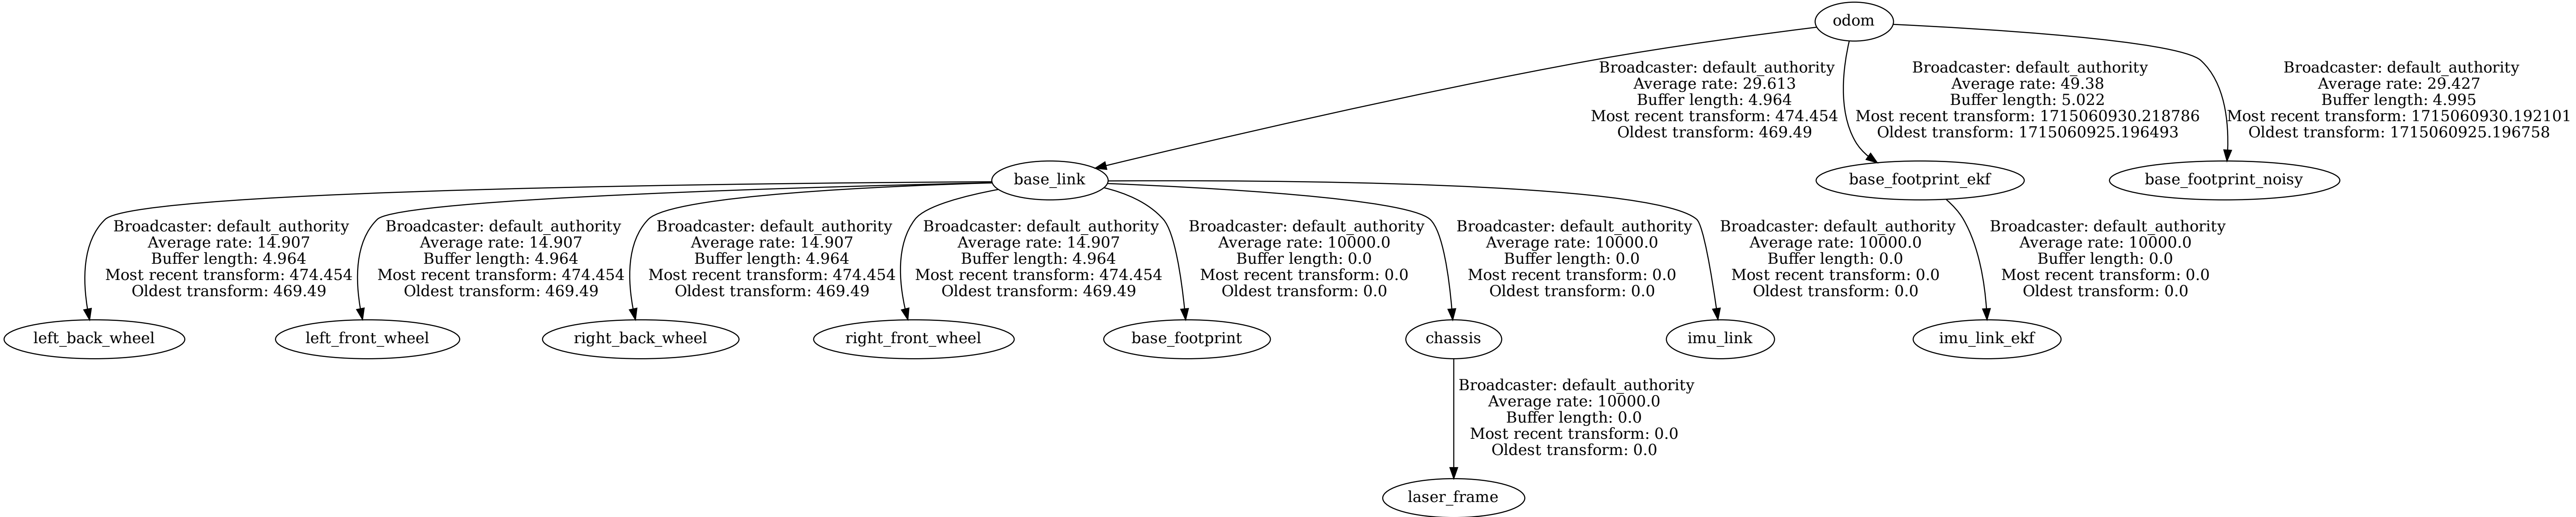 odom
Broadcaster: default_authority
Average rate: 29.613
Buffer length: 4.964
Most recent transform: 474.454
Oldest transform: 469.49
Broadcaster: default_authority
Average rate: 49.38
Buffer length: 5.022
Most recent transform: 1715060930.218786
Oldest transform: 1715060925.196493
Broadcaster: default_authority
Average rate: 29.427
Buffer length: 4.995
Most recent transform: 1715060930.192101
Oldest transform: 1715060925.196758
base_link
base_footprint_ekf
base_footprint_noisy
Broadcaster: default_authority
Average rate: 14.907
Buffer length: 4.964
Most recent transform: 474.454
Oldest transform: 469.49
Broadcaster: default_authority
Average rate: 14.907
Buffer length: 4.964
Most recent transform: 474.454
Oldest transform: 469.49
Broadcaster: default_authority
Average rate: 14.907
Buffer length: 4.964
Most recent transform: 474.454
Oldest transform: 469.49
Broadcaster: default_authority
Average rate: 14.907
Buffer length: 4.964
Most recent transform: 474.454
Oldest transform: 469.49
Broadcaster: default_authority
Average rate: 10000.0
Buffer length: 0.0
Most recent transform: 0.0
Oldest transform: 0.0
Broadcaster: default_authority
Average rate: 10000.0
Buffer length: 0.0
Most recent transform: 0.0
Oldest transform: 0.0
Broadcaster: default_authority
Average rate: 10000.0
Buffer length: 0.0
Most recent transform: 0.0
Oldest transform: 0.0
Broadcaster: default_authority
Average rate: 10000.0
Buffer length: 0.0
Most recent transform: 0.0
Oldest transform: 0.0
left_back_wheel
left_front_wheel
right_back_wheel
right_front_wheel
base_footprint
chassis
imu_link
imu_link_ekf
Broadcaster: default_authority
Average rate: 10000.0
Buffer length: 0.0
Most recent transform: 0.0
Oldest transform: 0.0
laser_frame